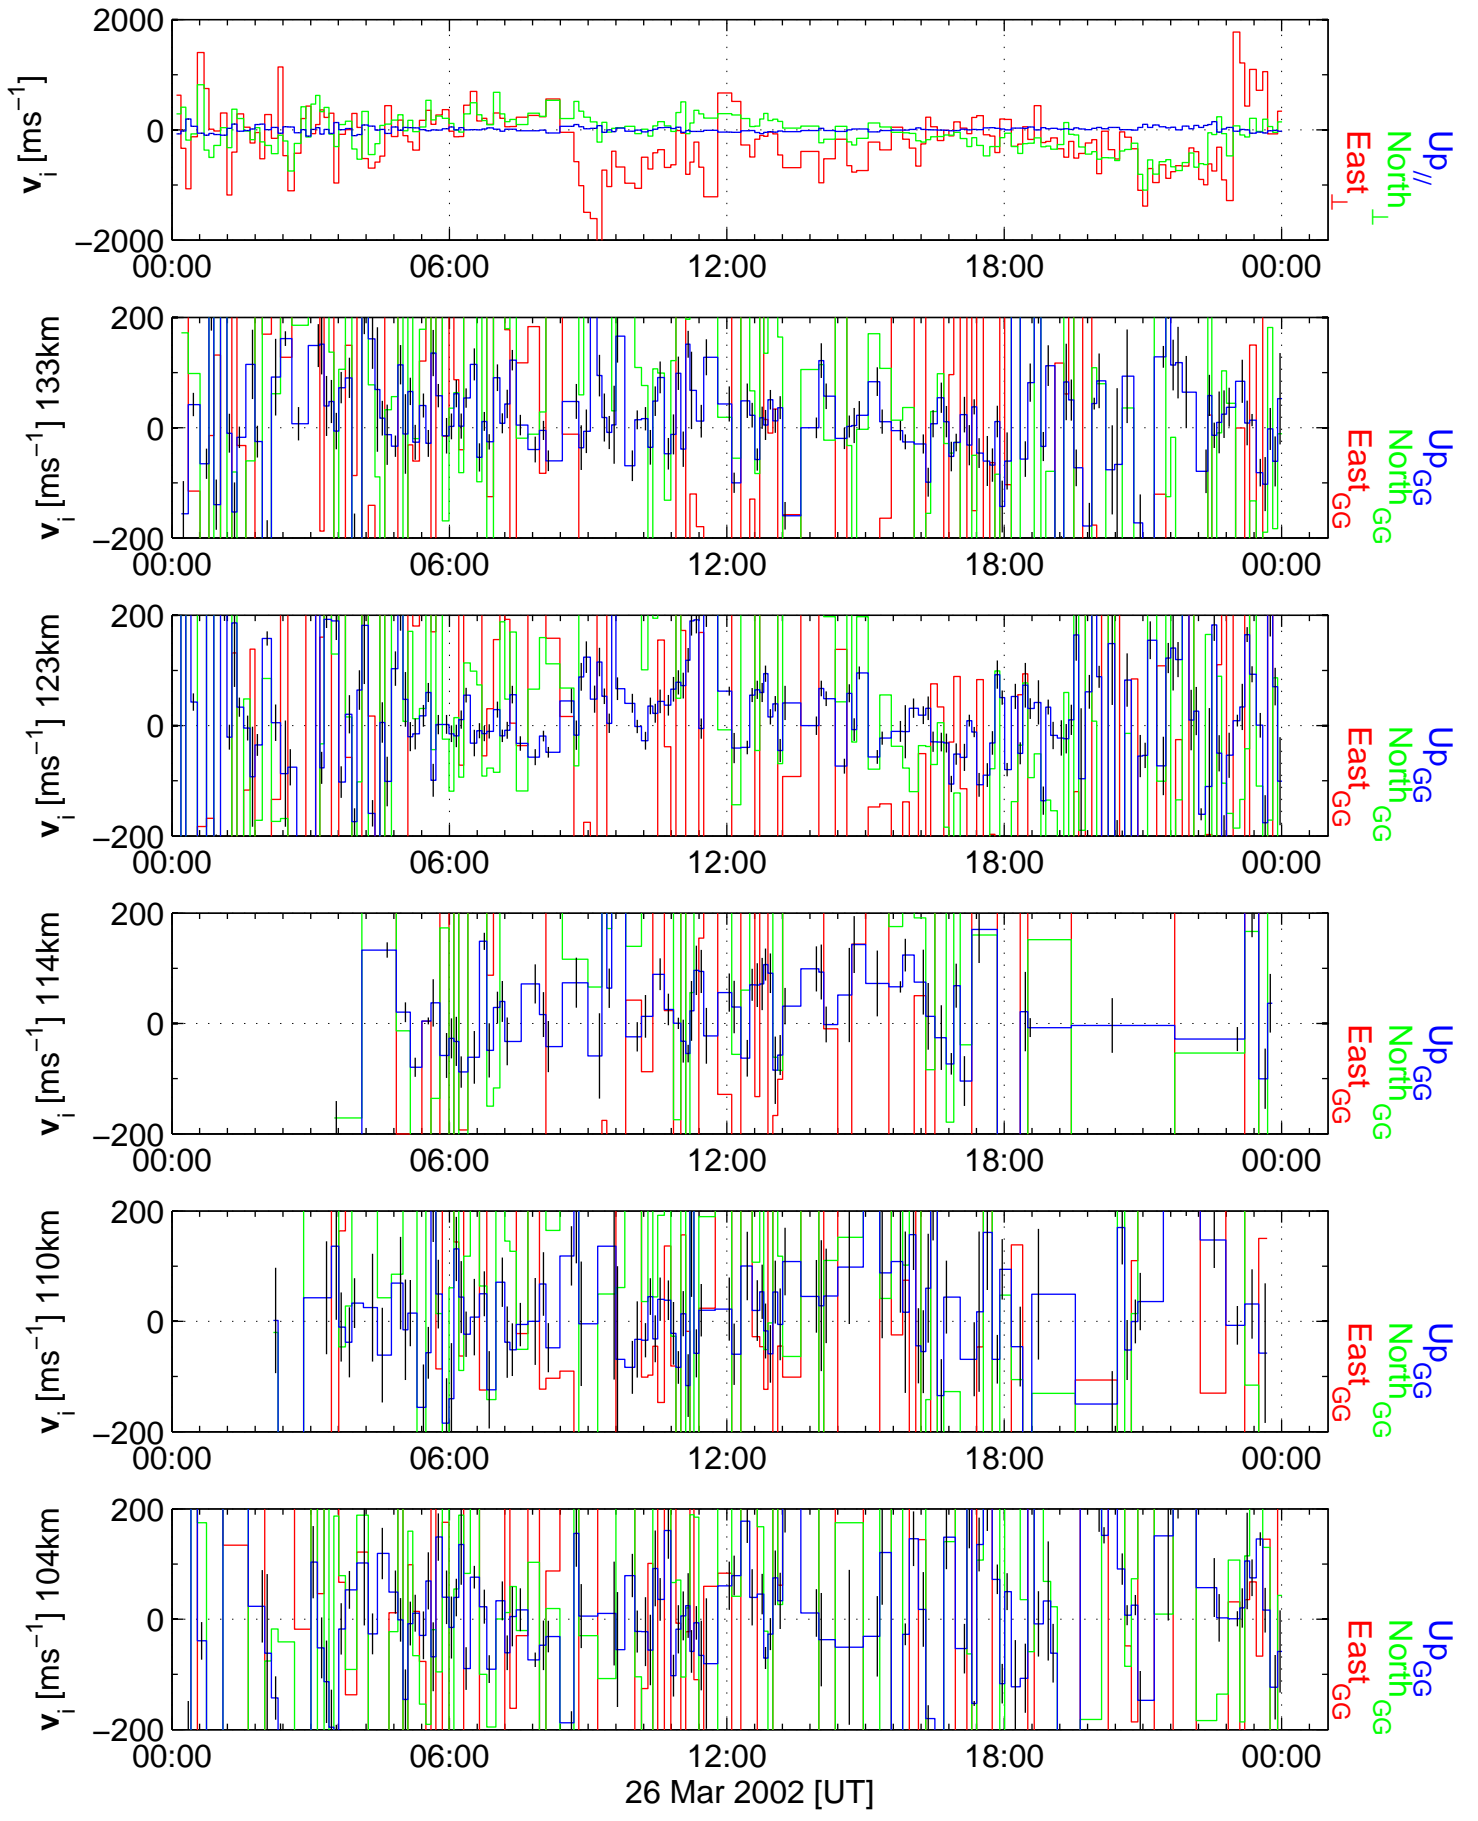 2000
0
−2000
v_i [ms^−1]
00:00 06:00 12:00 18:00 00:00
Up_//
North_⊥
East_⊥
200
0
−200
v_i [ms^−1] 133km
00:00 06:00 12:00 18:00 00:00
Up_GG
North_GG
East_GG
200
0
−200
v_i [ms^−1] 123km
00:00 06:00 12:00 18:00 00:00
Up_GG
North_GG
East_GG
200
0
−200
v_i [ms^−1] 114km
00:00 06:00 12:00 18:00 00:00
Up_GG
North_GG
East_GG
200
0
−200
v_i [ms^−1] 110km
00:00 06:00 12:00 18:00 00:00
Up_GG
North_GG
East_GG
200
0
−200
v_i [ms^−1] 104km
00:00 06:00 12:00 18:00 00:00
Up_GG
North_GG
East_GG
26 Mar 2002 [UT]